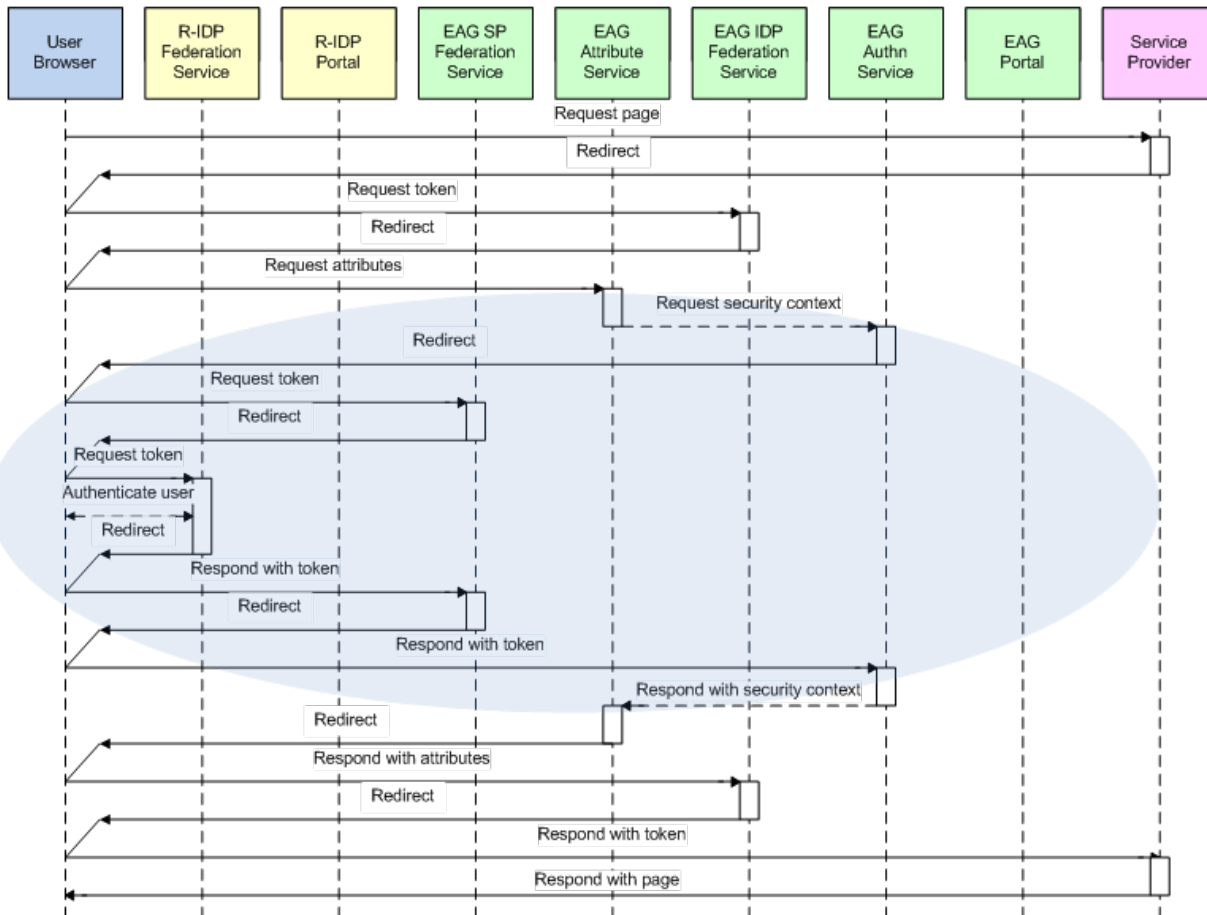 User
Browser
R-IDP
Federation
Service
R-IDP
Portal
EAG SP
Federation
Service
EAG
Attribute
Service
EAG IDP
Federation
Service
EAG
Authn
Service
EAG
Portal
Service
Provider
Request page
Redirect
Request token
Redirect
Request attributes
Request security context
Redirect
Request token
Redirect
Request token
Authenticate user
Redirect
Respond with token
Redirect
Respond with token
Respond with security context
Redirect
Respond with attributes
Redirect
Respond with token
Respond with page